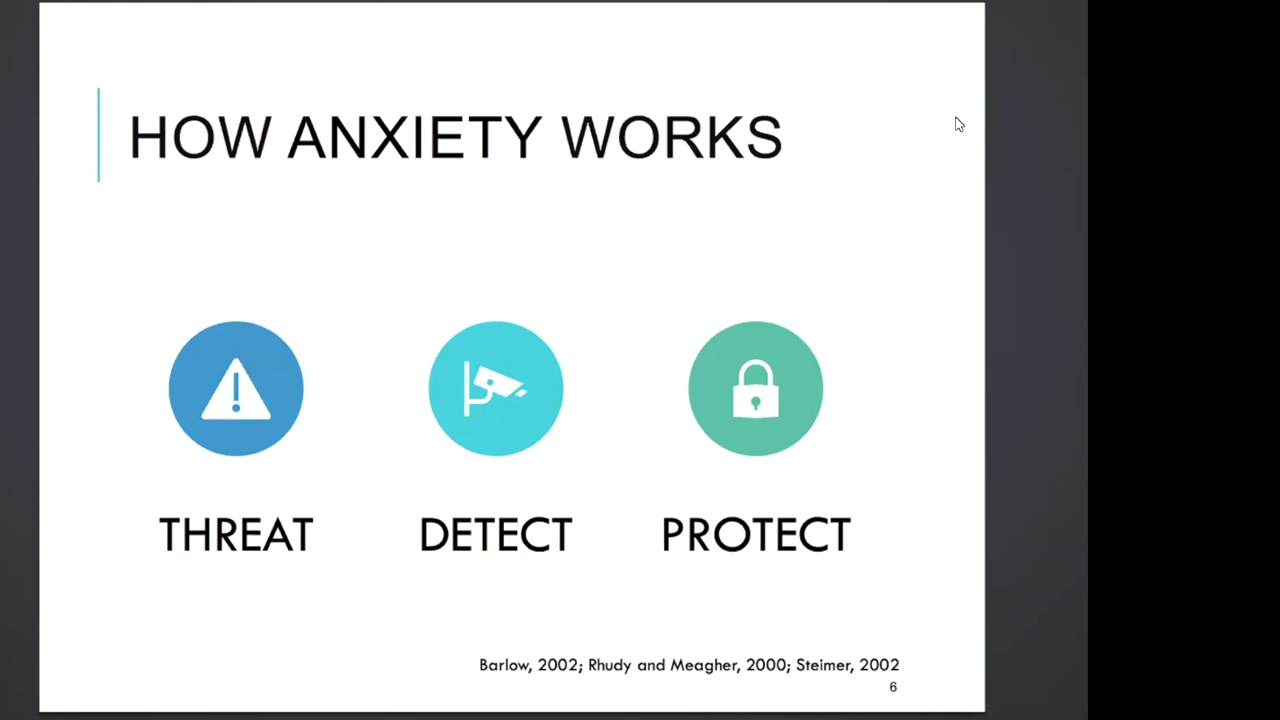 HOW ANXIETY WORKS
THREAT
DETECT
PROTECT
Barlow, 2002; Rhudy and Meagher, 2000; Steimer, 2002
6